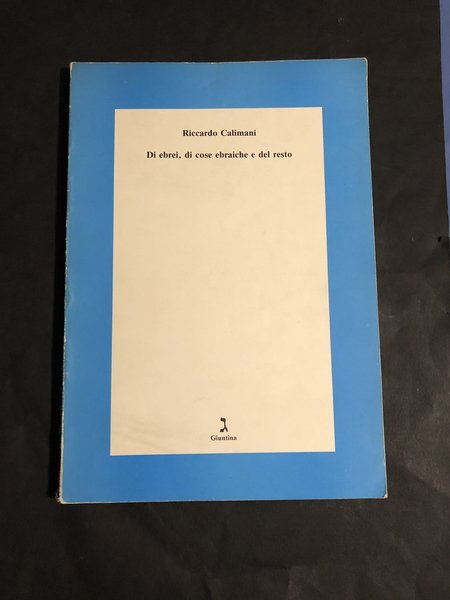 Riccardo Calimani
Di ebrei, di cose ebraiche e del resto
ג
Giuntina